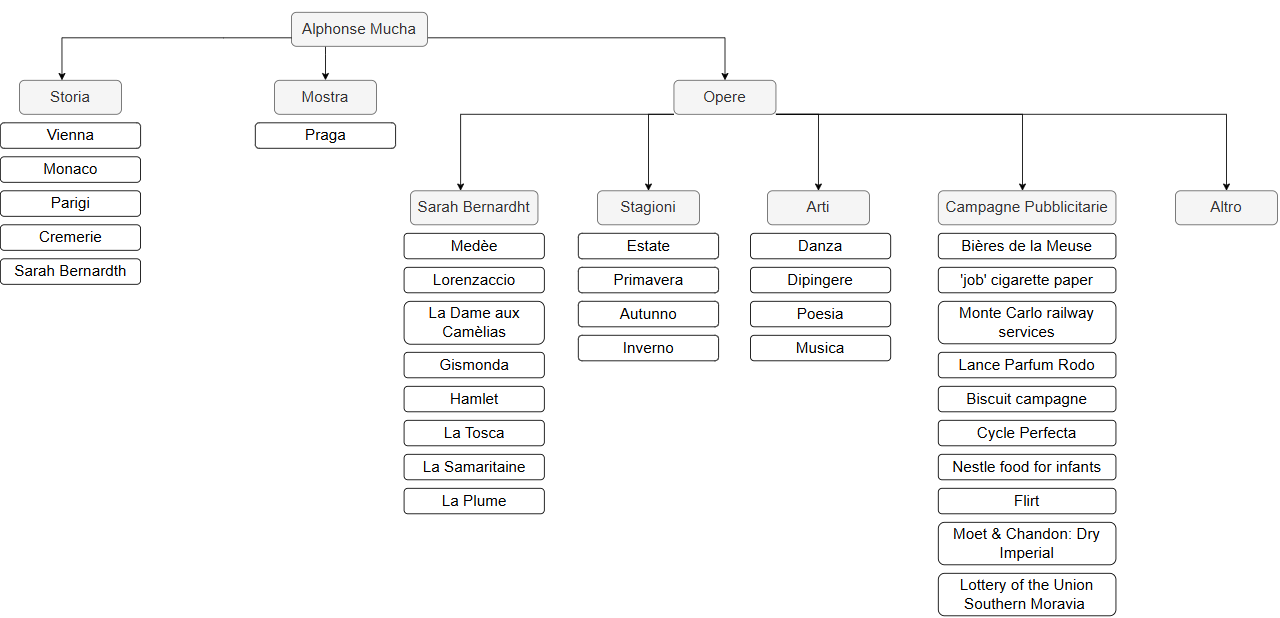 Alphonse Mucha
Storia
Mostra
Opere
Vienna
Monaco
Parigi
Cremerie
Sarah Bernardth
Praga
Sarah Bernardht
Medèe
Lorenzaccio
La Dame aux
Camèlias
Gismonda
Hamlet
La Tosca
La Samaritaine
La Plume
Stagioni
Estate
Primavera
Autunno
Inverno
Arti
Danza
Dipingere
Poesia
Musica
Campagne Pubblicitarie
Bières de la Meuse
'job' cigarette paper
Monte Carlo railway
services
Lance Parfum Rodo
Biscuit campagne
Cycle Perfecta
Nestle food for infants
Flirt
Moet & Chandon: Dry
Imperial
Lottery of the Union
Southern Moravia
Altro